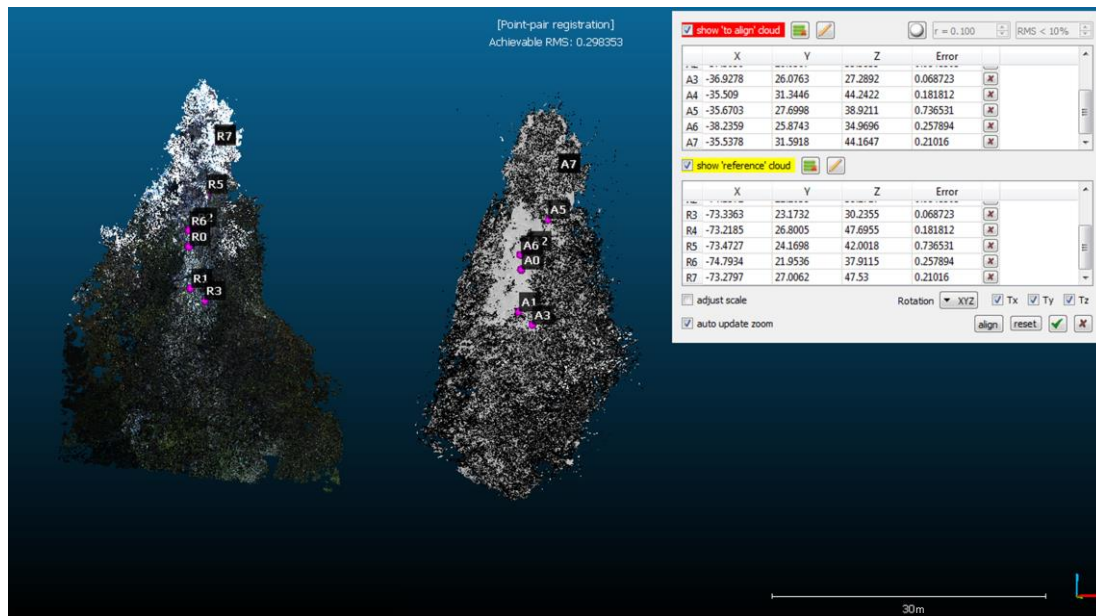 [Point-pair registration]
Achievable RMS: 0.298353
show 'to align' cloud r = 0.100 RMS < 10%
X Y Z Error
A3 -36.9278 26.0763 27.2892 0.068723
A4 -35.509 31.3446 44.2422 0.181812
A5 -35.6703 27.6998 38.9211 0.736531
A6 -38.2359 25.8743 34.9696 0.257894
A7 -35.5378 31.5918 44.1647 0.21016
show 'reference' cloud
X Y Z Error
R3 -73.3363 23.1732 30.2355 0.068723
R4 -73.2185 26.8005 47.6955 0.181812
R5 -73.4727 24.1698 42.0018 0.736531
R6 -74.7934 21.9536 37.9115 0.257894
R7 -73.2797 27.0062 47.53 0.21016
adjust scale Rotation XYZ Tx Ty Tz
auto update zoom align reset
R7
R5
R6
R0
R1
R3
A7
A5
A6 2
A0
A1
A3
30m